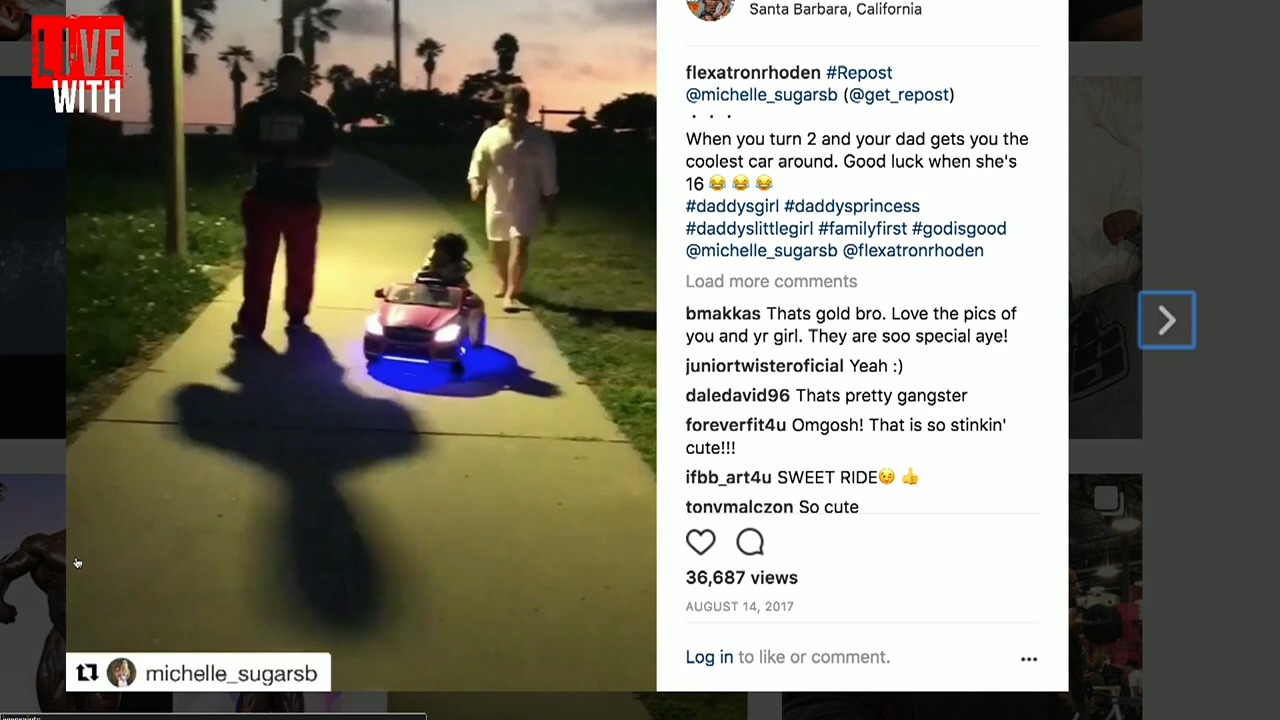 LIVE
WITH
Santa Barbara, California
flexatronrhoden #Repost
@michelle_sugarsb (@get_repost)
・・・
When you turn 2 and your dad gets you the
coolest car around. Good luck when she's
16 😂 😂 😂
#daddysgirl #daddysprincess
#daddyslittlegirl #familyfirst #godisgood
@michelle_sugarsb @flexatronrhoden
Load more comments
bmakkas Thats gold bro. Love the pics of
you and yr girl. They are soo special aye!
juniortwisteroficial Yeah :)
daledavid96 Thats pretty gangster
foreverfit4u Omgosh! That is so stinkin'
cute!!!
ifbb_art4u SWEET RIDE😉 👍
tonymalczon So cute
36,687 views
AUGUST 14, 2017
Log in to like or comment.
michelle_sugarsb